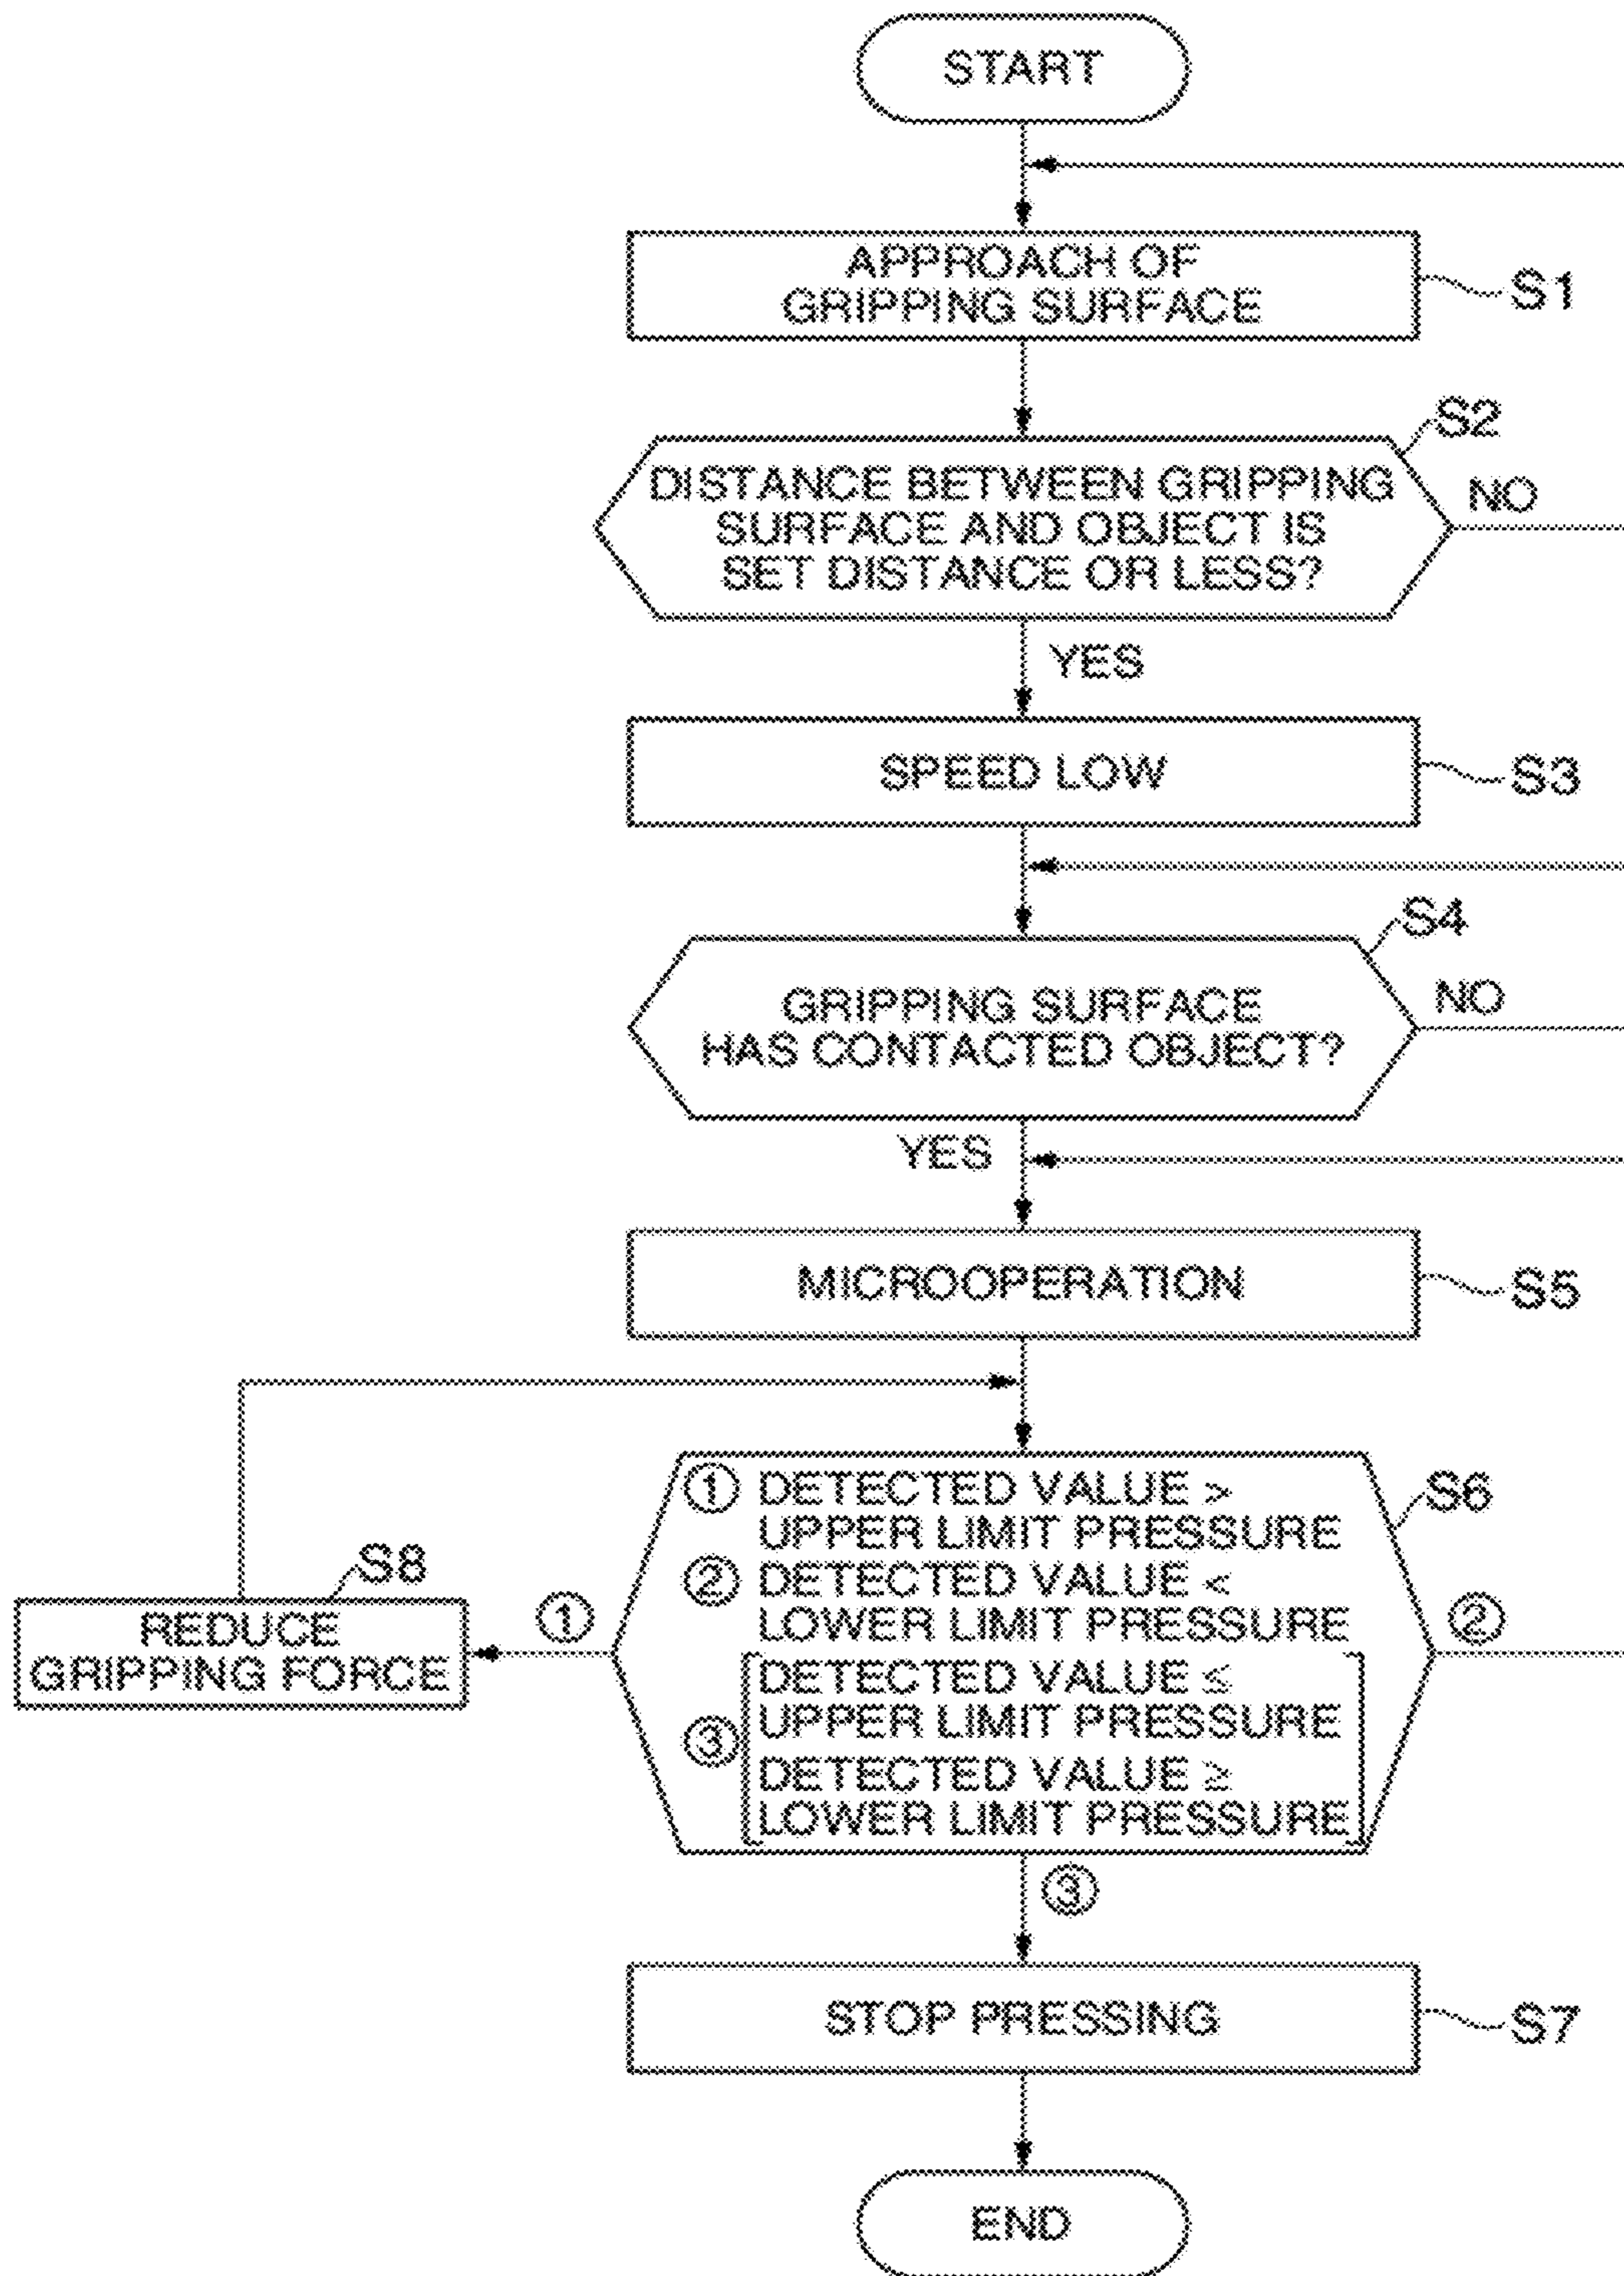 START
APPROACH OF
GRIPPING SURFACE
S1
S2
DISTANCE BETWEEN GRIPPING
SURFACE AND OBJECT IS
SET DISTANCE OR LESS?
NO
YES
SPEED LOW
S3
S4
GRIPPING SURFACE
HAS CONTACTED OBJECT?
NO
YES
MICROOPERATION
S5
S6
① DETECTED VALUE >
UPPER LIMIT PRESSURE
② DETECTED VALUE <
LOWER LIMIT PRESSURE
③ DETECTED VALUE ≤
UPPER LIMIT PRESSURE
DETECTED VALUE ≥
LOWER LIMIT PRESSURE
①
②
S8
REDUCE
GRIPPING FORCE
③
STOP PRESSING
S7
END